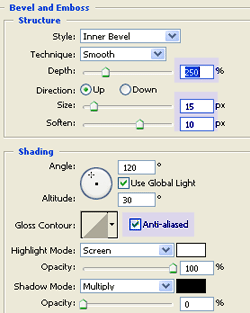 Bevel and Emboss
Structure
Style: Inner Bevel
Technique: Smooth
Depth: 250 %
Direction: Up Down
Size: 15 px
Soften: 10 px
Shading
Angle: 120 °
Use Global Light
Altitude: 30 °
Gloss Contour: Anti-aliased
Highlight Mode: Screen
Opacity: 100 %
Shadow Mode: Multiply
Opacity: 0 %